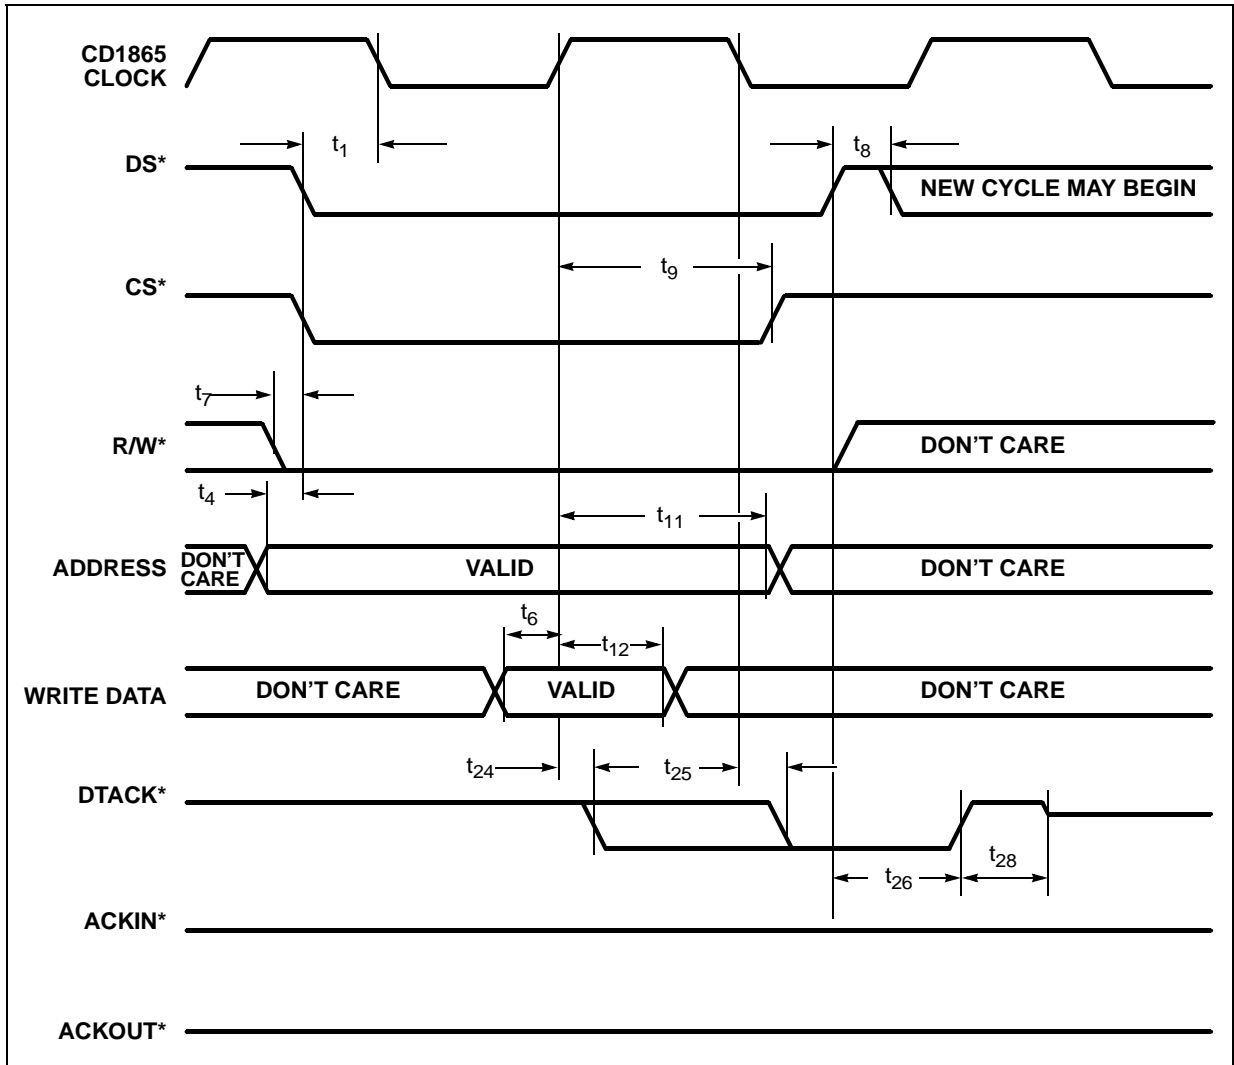 CD1865
CLOCK
t1
DS*
t8
NEW CYCLE MAY BEGIN
t9
CS*
t7
R/W*
DON'T CARE
t4
t11
ADDRESS
DON'T
CARE
VALID
DON'T CARE
t6
t12
WRITE DATA
DON'T CARE
VALID
DON'T CARE
t24
t25
DTACK*
t26
t28
ACKIN*
ACKOUT*